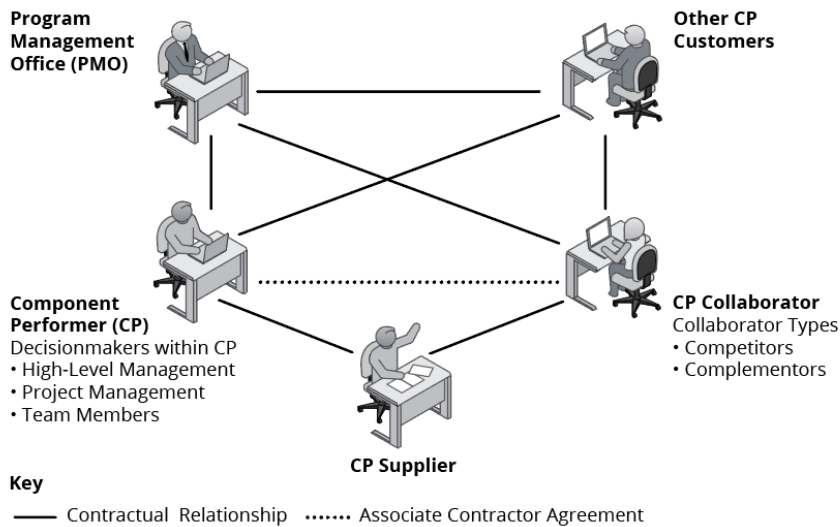 Program
Management
Office (PMO)
Other CP
Customers
Component
Performer (CP)
Decisionmakers within CP
• High-Level Management
• Project Management
• Team Members
CP Collaborator
Collaborator Types
• Competitors
• Complementors
CP Supplier
Key
Contractual Relationship
Associate Contractor Agreement